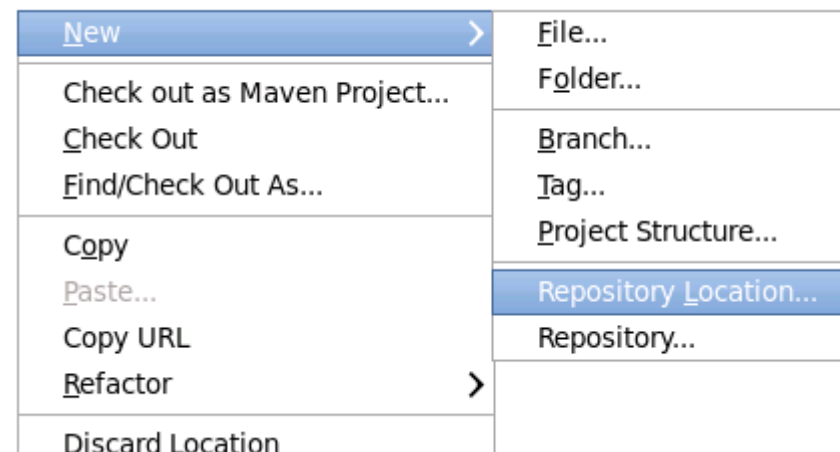 New
Check out as Maven Project...
Check Out
Find/Check Out As...
Copy
Paste...
Copy URL
Refactor
Discard Location
File...
Folder...
Branch...
Tag...
Project Structure...
Repository Location...
Repository...